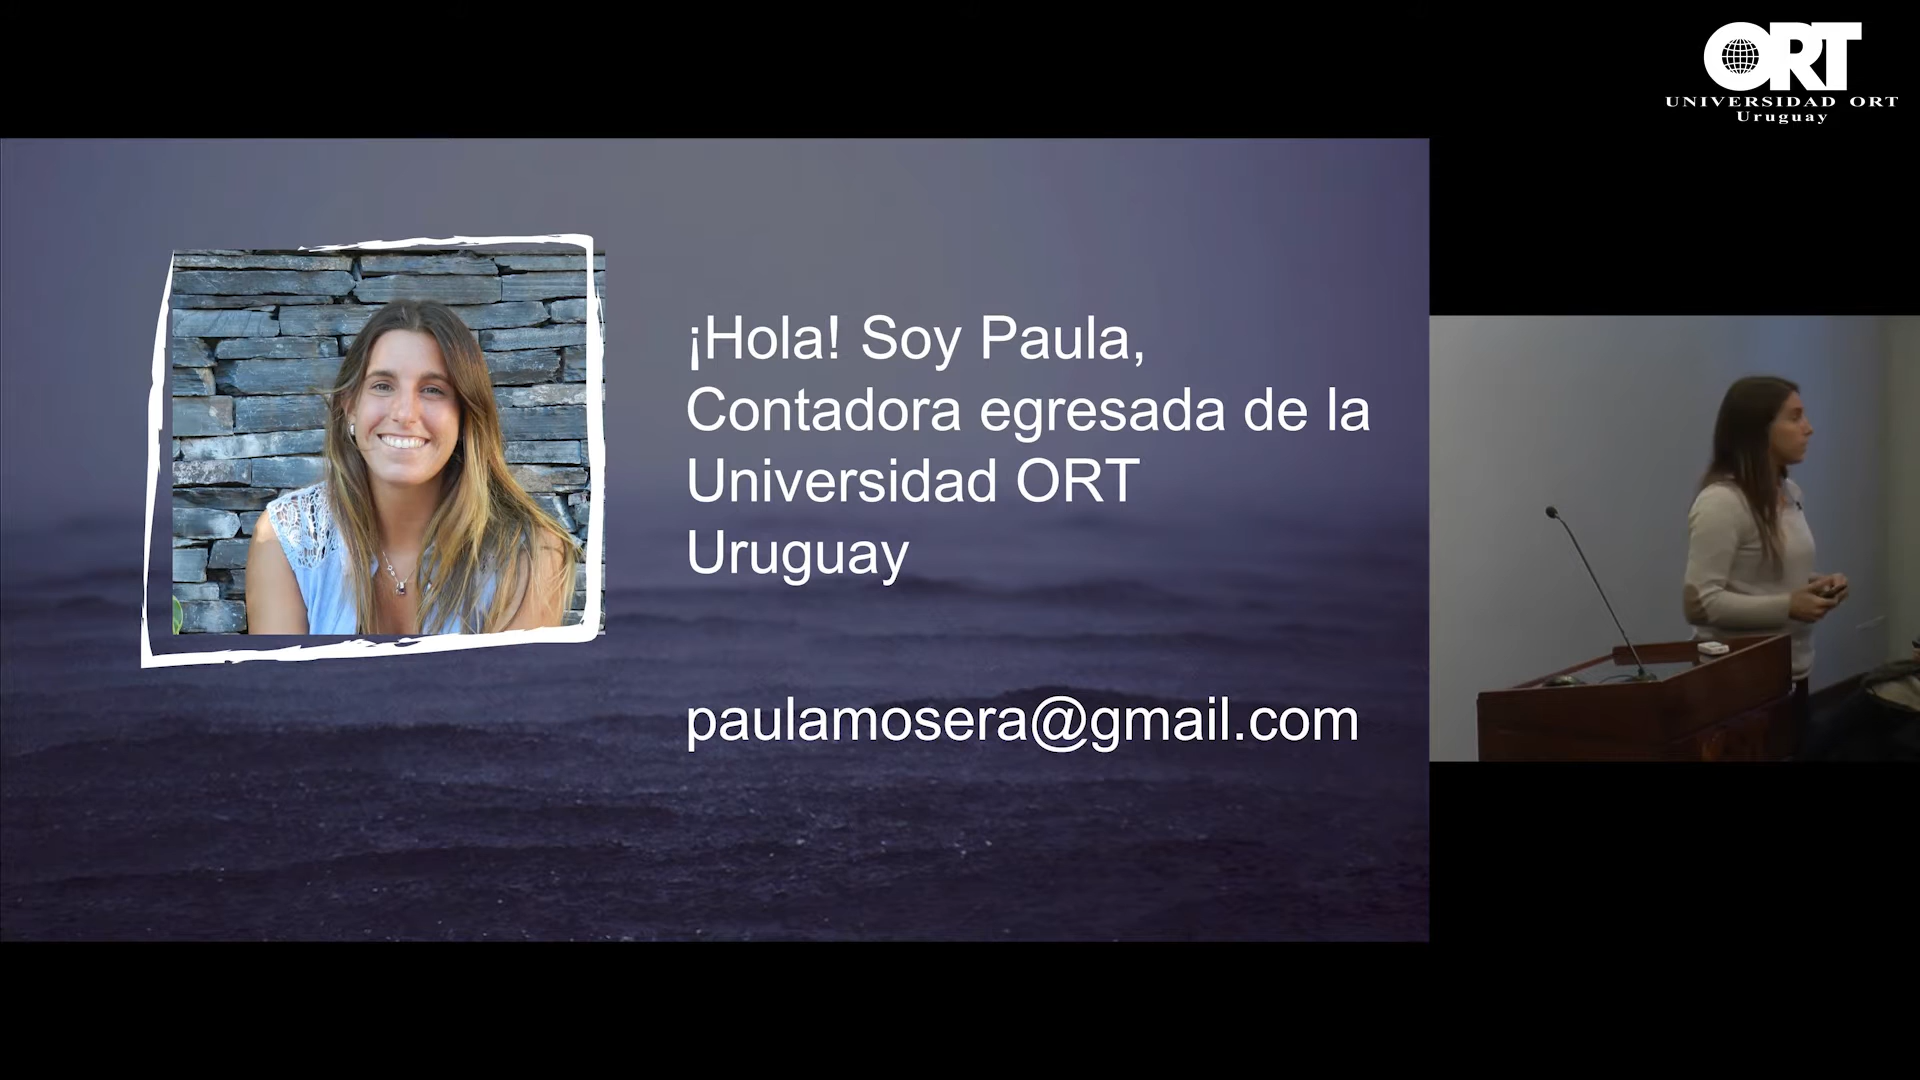 ORT
UNIVERSIDAD ORT
Uruguay
¡Hola! Soy Paula,
Contadora egresada de la
Universidad ORT
Uruguay
paulamosera@gmail.com